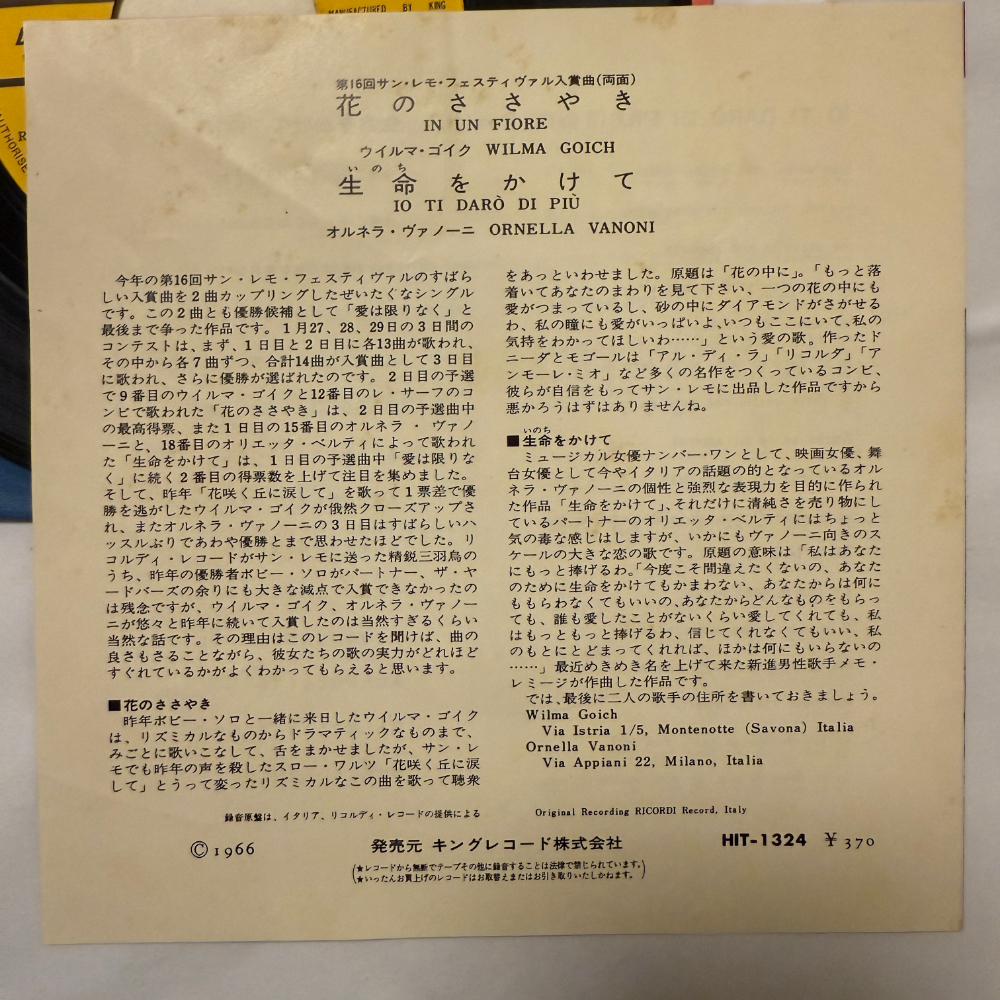 MANUFACTURED BY KING
AUTHORISE
R
第16回サン・レモ・フェスティヴァル入賞曲(両面)
花のささやき
IN UN FIORE
ウイルマ・ゴイク WILMA GOICH
いのち
生命をかけて
IO TI DARÒ DI PIÙ
オルネラ・ヴァノーニ ORNELLA VANONI
今年の第16回サン・レモ・フェスティヴァルのすばら
しい入賞曲を2曲カップリングしたぜいたくなシングル
です。この2曲とも優勝候補として「愛は限りなく」と
最後まで争った作品です。1月27、28、29日の3日間の
コンテストは、まず、1日目と2日目に各13曲が歌われ、
その中から各7曲ずつ、合計14曲が入賞曲として3日目
に歌われ、さらに優勝が選ばれたのです。2日目の予選
で9番目のウイルマ・ゴイクと12番目のレ・サーフのコ
ンビで歌われた「花のささやき」は、2日目の予選曲中
の最高得票、また1日目の15番目のオルネラ・ヴァノ
ーニと、18番目のオリエッタ・ベルティによって歌われ
た「生命をかけて」は、1日目の予選曲中「愛は限りな
く」に続く2番目の得票数を上げて注目を集めました。
そして、昨年「花咲く丘に涙して」を歌って1票差で優
勝を逃がしたウイルマ・ゴイクが俄然クローズアップさ
れ、またオルネラ・ヴァノーニの3日目はすばらしいハ
ッスルぶりであわや優勝とまで思わせたほどでした。リ
コルディ・レコードがサン・レモに送った精鋭三羽烏の
うち、昨年の優勝者ボビー・ソロがパートナー、ザ・ヤ
ードバーズの余りにも大きな減点で入賞できなかったの
は残念ですが、ウイルマ・ゴイク、オルネラ・ヴァノー
ニが悠々と昨年に続いて入賞したのは当然すぎるくらい
当然な話です。その理由はこのレコードを聞けば、曲の
良さもさることながら、彼女たちの歌の実力がどれほど
すぐれているかがよくわかってもらえると思います。
■花のささやき
昨年ボビー・ソロと一緒に来日したウイルマ・ゴイク
は、リズミカルなものからドラマティックなものまで、
みごとに歌いこなして、舌をまかせましたが、サン・レ
モでも昨年の声を殺したスロー・ワルツ「花咲く丘に涙
して」とうって変ったリズミカルなこの曲を歌って聴衆
をあっといわせました。原題は「花の中に」。「もっと落
着いてあなたのまわりを見て下さい、一つの花の中にも
愛がつまっているし、砂の中にダイアモンドがさがせる
わ、私の瞳にも愛がいっぱいよ、いつもここにいて、私の
気持をわかってほしいわ……」という愛の歌。作ったド
ニーダとモゴールは「アル・ディ・ラ」「リコルダ」「ア
ンモーレ・ミオ」など多くの名作をつくっているコンビ、
彼らが自信をもってサン・レモに出品した作品ですから
悪かろうはずはありませんね。
いのち
■生命をかけて
ミュージカル女優ナンバー・ワンとして、映画女優、舞
台女優として今やイタリアの話題の的となっているオル
ネラ・ヴァノーニの個性と強烈な表現力を目的に作られ
た作品「生命をかけて」、それだけに清純さを売り物にし
ているパートナーのオリエッタ・ベルティにはちょっと
気の毒な感じはしますが、いかにもヴァノーニ向きのス
ケールの大きな恋の歌です。原題の意味は「私はあなた
にもっと捧げるわ」「今度こそ間違えたくないの、あなた
のために生命をかけてもかまわない、あなたからは何に
ももらわなくてもいいの、あなたからどんなものをもらっ
ても、誰も愛したことがないくらい愛してくれても、私
はもっともっと捧げるわ、信じてくれなくてもいい、私
のもとにとどまってくれれば、ほかは何にもいらないの
……」最近めきめき名を上げて来た新進男性歌手メモ・
レミージが作曲した作品です。
では、最後に二人の歌手の住所を書いておきましょう。
Wilma Goich
Via Istria 1/5, Montenotte (Savona) Italia
Ornella Vanoni
Via Appiani 22, Milano, Italia
録音原盤は、イタリア、リコルディ・レコードの提供による
Original Recording RICORDI Record, Italy
©1966
発売元 キングレコード株式会社
HIT-1324 ¥370
(★レコードから無断でテープその他に録音することは法律で禁じられています。)
(★いったんお買上げのレコードはお取替えまたはお引き取りいたしかねます。)